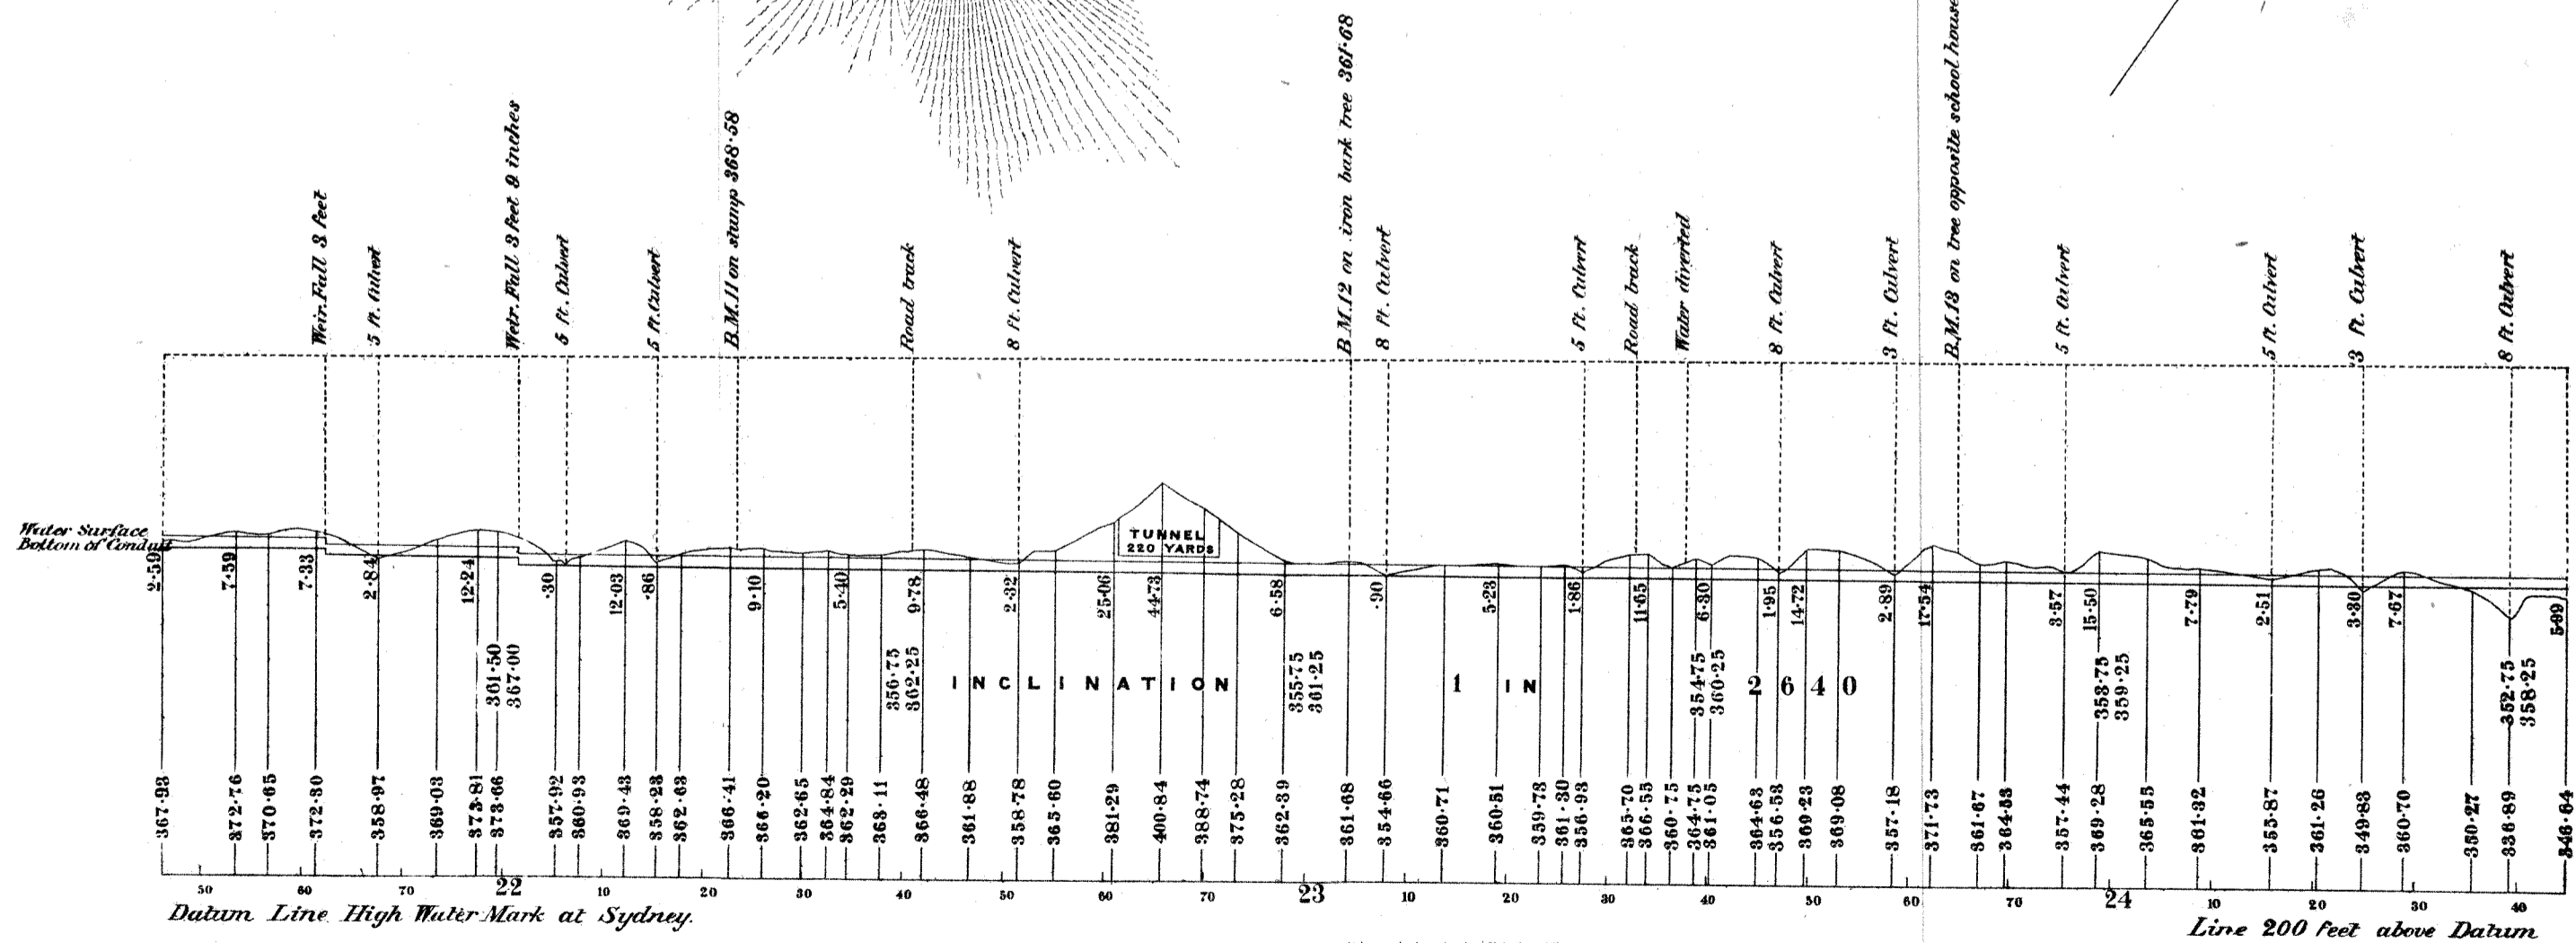 Weir. Fall 3 feet
5 ft. Culvert
Weir. Fall 3 feet 9 inches
5 ft. Culvert
5 ft. Culvert
B.M. 11 on stump 368·58
Road track
8 ft. Culvert
B.M. 12 on iron bark tree 361·68
8 ft. Culvert
5 ft. Culvert
Road track
Water diverted
8 ft. Culvert
3 ft. Culvert
B.M. 13 on tree opposite school house
5 ft. Culvert
5 ft. Culvert
3 ft. Culvert
8 ft. Culvert
Water Surface
Bottom of Conduit
TUNNEL
220 YARDS
2·59 7·59 7·33 2·84 12·24 ·30 12·03 ·86 9·10 5·40 9·78 2·32 25·06 44·73 6·58 ·90 5·23 1·86 11·65 6·30 1·95 14·72 2·89 17·54 3·57 15·50 7·79 2·51 3·30 7·67 5·99
361·50
367·00
356·75
362·25
INCLINATION 1 IN 2640
355·75
361·25
354·75
360·25
353·75
359·25
352·75
358·25
367·93 372·76 370·65 372·30 358·97 369·03 373·81 373·66 357·92 360·93 369·43 358·23 362·63 366·41 366·20 362·65 364·84 362·29 363·11 366·48 361·88 358·78 365·60 381·29 400·84 388·74 375·28 362·39 361·68 354·66 360·71 360·51 359·73 361·30 356·93 365·70 366·55 360·75 364·75 361·05 364·63 356·53 369·23 369·08 357·18 371·73 361·67 364·53 357·44 369·28 365·55 361·32 355·87 361·26 349·83 360·70 350·27 336·89 346·64
50 60 70 22 10 20 30 40 50 60 70 23 10 20 30 40 50 60 70 24 10 20 30 40
Datum Line High Water Mark at Sydney.
Line 200 feet above Datum